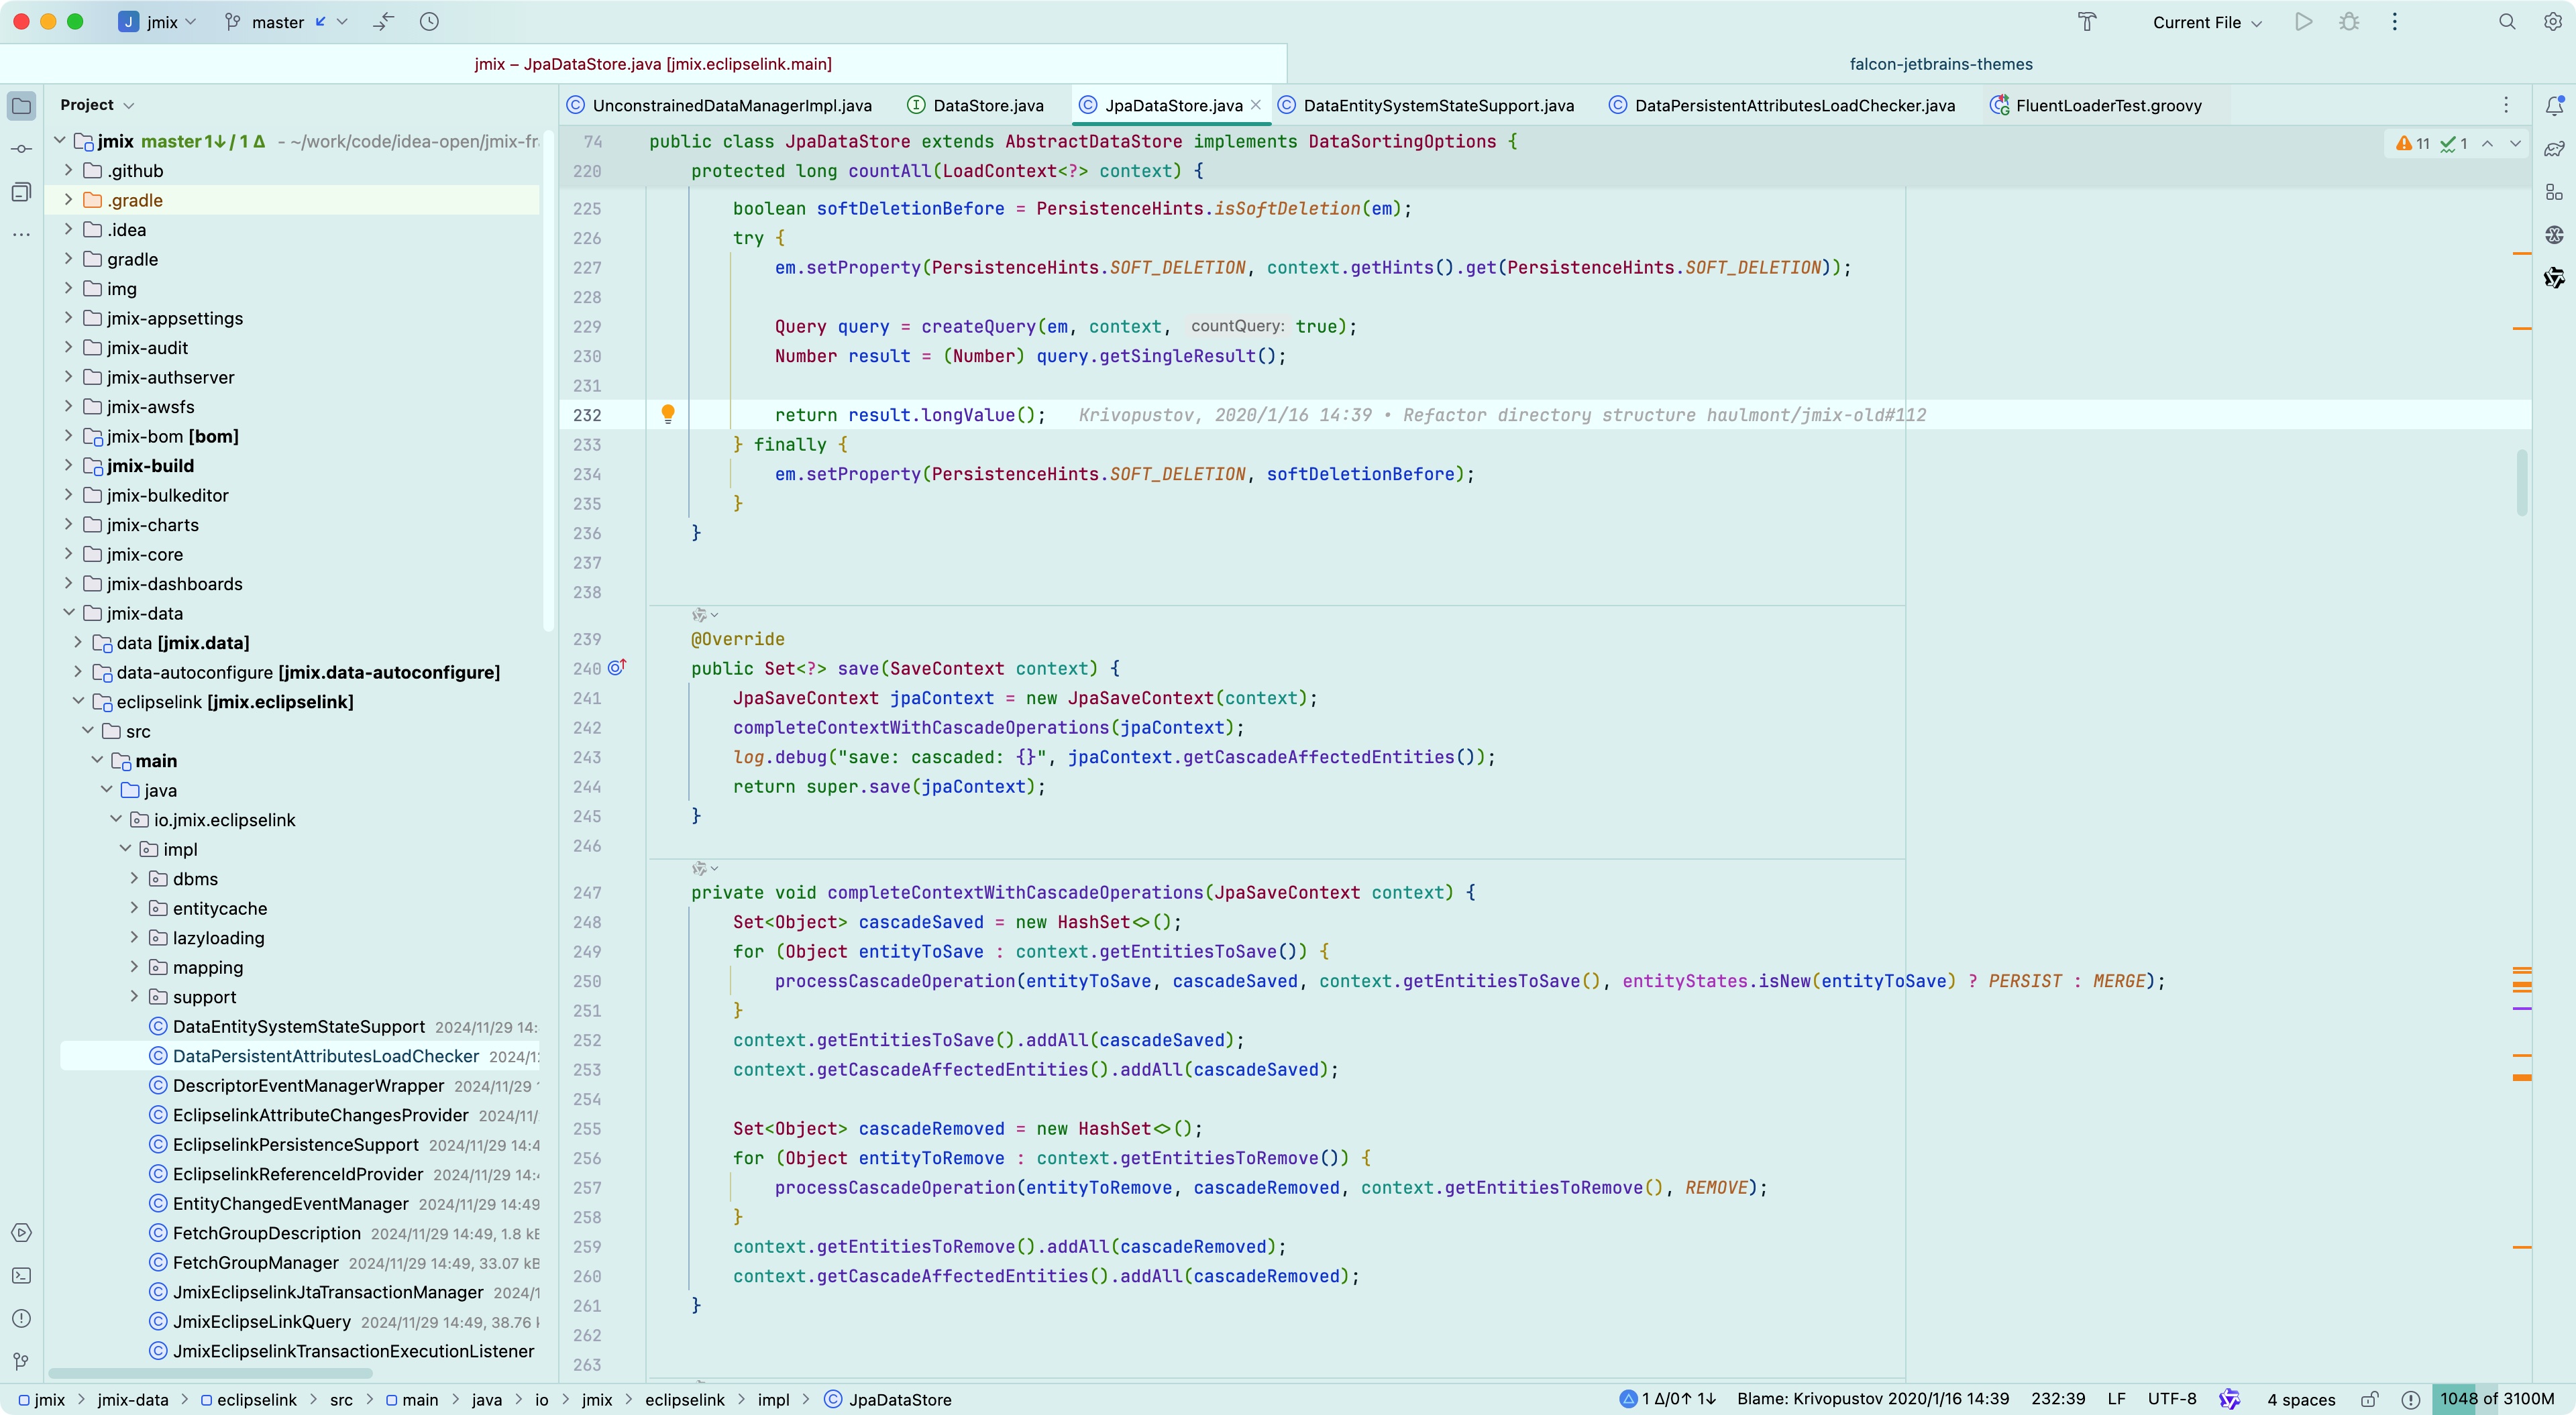 J jmix master Current File
jmix – JpaDataStore.java [jmix.eclipselink.main] falcon-jetbrains-themes
Project
UnconstrainedDataManagerImpl.java DataStore.java JpaDataStore.java DataEntitySystemStateSupport.java DataPersistentAttributesLoadChecker.java FluentLoaderTest.groovy
jmix master 1↓ / 1 Δ - ~/work/code/idea-open/jmix-fr
.github
.gradle
.idea
gradle
img
jmix-appsettings
jmix-audit
jmix-authserver
jmix-awsfs
jmix-bom [bom]
jmix-build
jmix-bulkeditor
jmix-charts
jmix-core
jmix-dashboards
jmix-data
data [jmix.data]
data-autoconfigure [jmix.data-autoconfigure]
eclipselink [jmix.eclipselink]
src
main
java
io.jmix.eclipselink
impl
dbms
entitycache
lazyloading
mapping
support
DataEntitySystemStateSupport 2024/11/29 14:
DataPersistentAttributesLoadChecker 2024/1
DescriptorEventManagerWrapper 2024/11/29
EclipselinkAttributeChangesProvider 2024/11/
EclipselinkPersistenceSupport 2024/11/29 14:4
EclipselinkReferenceIdProvider 2024/11/29 14:
EntityChangedEventManager 2024/11/29 14:49
FetchGroupDescription 2024/11/29 14:49, 1.8 kB
FetchGroupManager 2024/11/29 14:49, 33.07 kB
JmixEclipselinkJtaTransactionManager 2024/1
JmixEclipseLinkQuery 2024/11/29 14:49, 38.76
JmixEclipselinkTransactionExecutionListener
74 public class JpaDataStore extends AbstractDataStore implements DataSortingOptions { 11 1
220 protected long countAll(LoadContext<?> context) {
225 boolean softDeletionBefore = PersistenceHints.isSoftDeletion(em);
226 try {
227 em.setProperty(PersistenceHints.SOFT_DELETION, context.getHints().get(PersistenceHints.SOFT_DELETION));
228
229 Query query = createQuery(em, context, countQuery: true);
230 Number result = (Number) query.getSingleResult();
231
232 return result.longValue(); Krivopustov, 2020/1/16 14:39 • Refactor directory structure haulmont/jmix-old#112
233 } finally {
234 em.setProperty(PersistenceHints.SOFT_DELETION, softDeletionBefore);
235 }
236 }
237
238
239 @Override
240 public Set<?> save(SaveContext context) {
241 JpaSaveContext jpaContext = new JpaSaveContext(context);
242 completeContextWithCascadeOperations(jpaContext);
243 log.debug("save: cascaded: {}", jpaContext.getCascadeAffectedEntities());
244 return super.save(jpaContext);
245 }
246
247 private void completeContextWithCascadeOperations(JpaSaveContext context) {
248 Set<Object> cascadeSaved = new HashSet<>();
249 for (Object entityToSave : context.getEntitiesToSave()) {
250 processCascadeOperation(entityToSave, cascadeSaved, context.getEntitiesToSave(), entityStates.isNew(entityToSave) ? PERSIST : MERGE);
251 }
252 context.getEntitiesToSave().addAll(cascadeSaved);
253 context.getCascadeAffectedEntities().addAll(cascadeSaved);
254
255 Set<Object> cascadeRemoved = new HashSet<>();
256 for (Object entityToRemove : context.getEntitiesToRemove()) {
257 processCascadeOperation(entityToRemove, cascadeRemoved, context.getEntitiesToRemove(), REMOVE);
258 }
259 context.getEntitiesToRemove().addAll(cascadeRemoved);
260 context.getCascadeAffectedEntities().addAll(cascadeRemoved);
261 }
262
263
jmix > jmix-data > eclipselink > src > main > java > io > jmix > eclipselink > impl > JpaDataStore 1 Δ/0↑ 1↓ Blame: Krivopustov 2020/1/16 14:39 232:39 LF UTF-8 4 spaces 1048 of 3100M